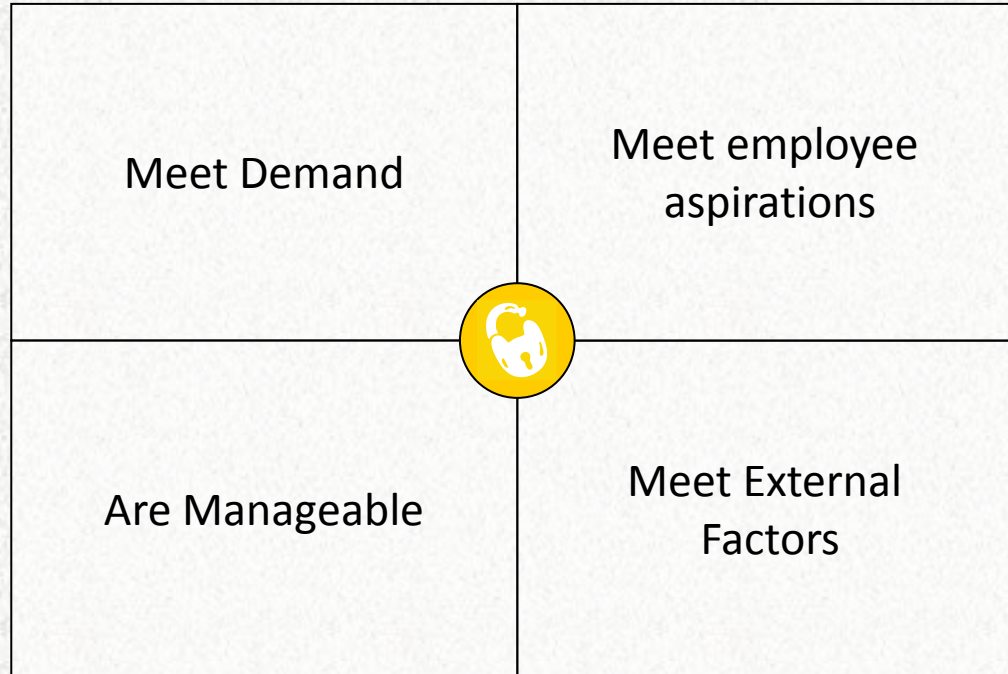 Meet Demand
Meet employee
aspirations
Are Manageable
Meet External
Factors